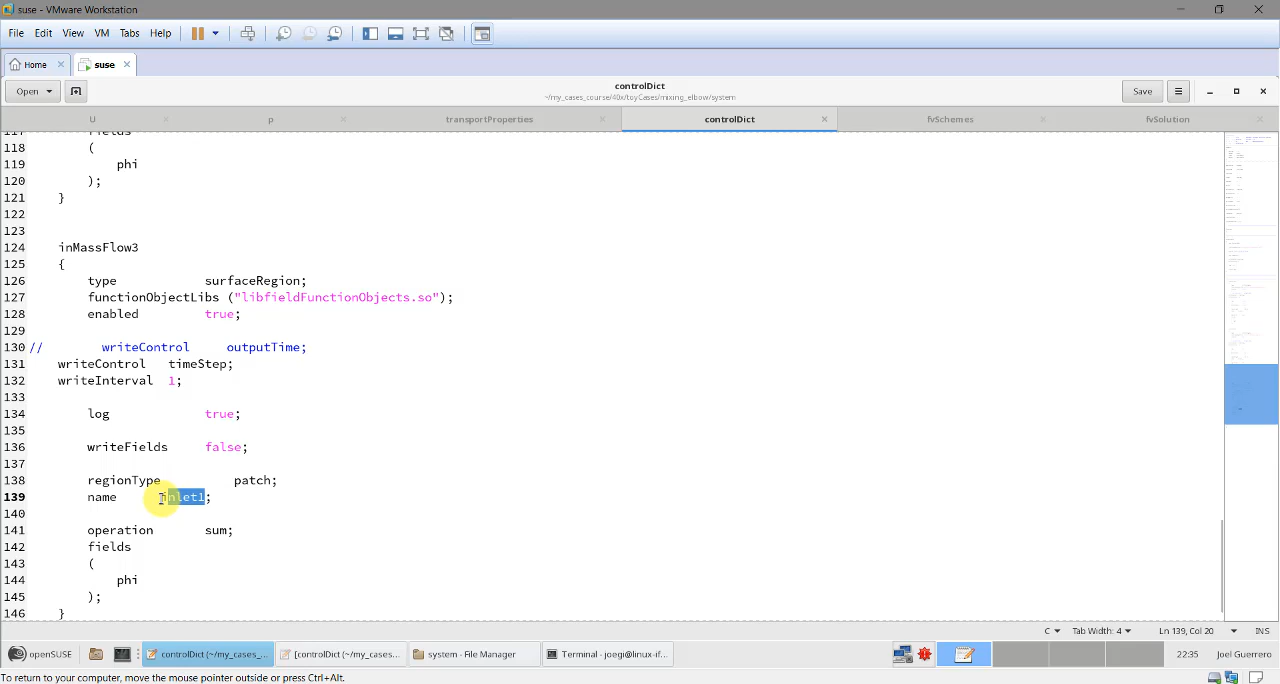 suse - VMware Workstation
File Edit View VM Tabs Help
Home suse
Open controlDict Save
~/my_cases_course/40x/toyCases/mixing_elbow/system
U p transportProperties controlDict fvSchemes fvSolution
117 fields
118 (
119 phi
120 );
121 }
122
123
124 inMassFlow3
125 {
126 type surfaceRegion;
127 functionObjectLibs ("libfieldFunctionObjects.so");
128 enabled true;
129
130 // writeControl outputTime;
131 writeControl timeStep;
132 writeInterval 1;
133
134 log true;
135
136 writeFields false;
137
138 regionType patch;
139 name inlet1;
140
141 operation sum;
142 fields
143 (
144 phi
145 );
146 }
C Tab Width: 4 Ln 139, Col 20 INS
openSUSE controlDict (~/my_cases_... [controlDict (~/my_cases... system - File Manager Terminal - joegi@linux-if... 22:35 Joel Guerrero
To return to your computer, move the mouse pointer outside or press Ctrl+Alt.